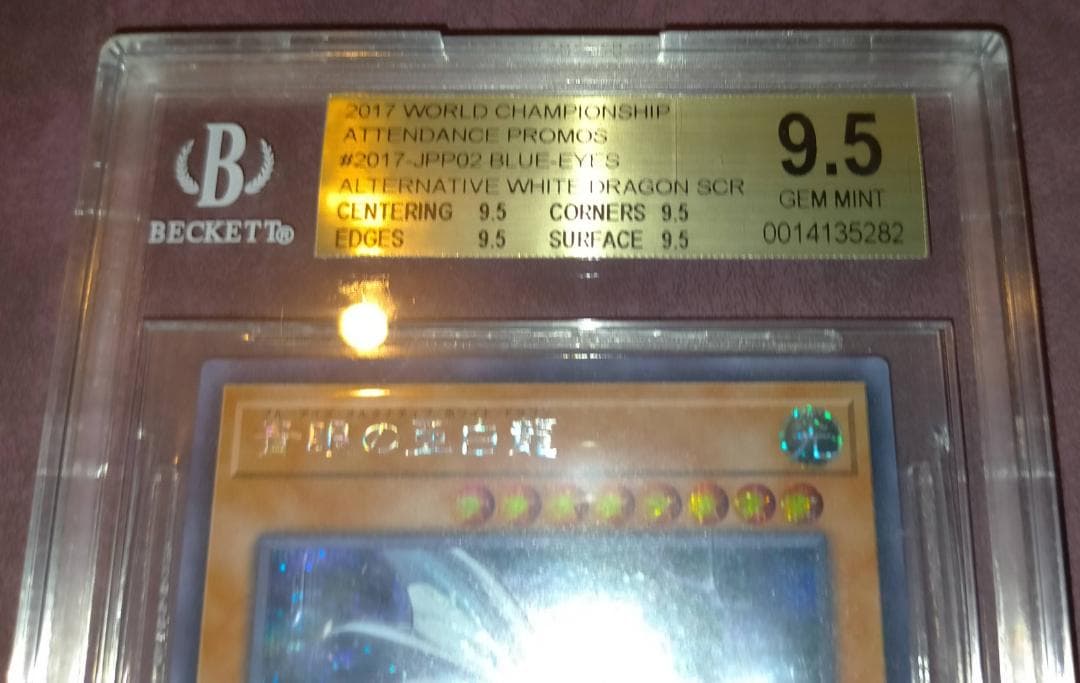 2017 WORLD CHAMPIONSHIP
ATTENDANCE PROMOS
#2017-JPP02 BLUE-EYES
ALTERNATIVE WHITE DRAGON SCR
CENTERING 9.5 CORNERS 9.5
EDGES 9.5 SURFACE 9.5
9.5
GEM MINT
0014135282
B
BECKETT®
青眼の亜白龍
光